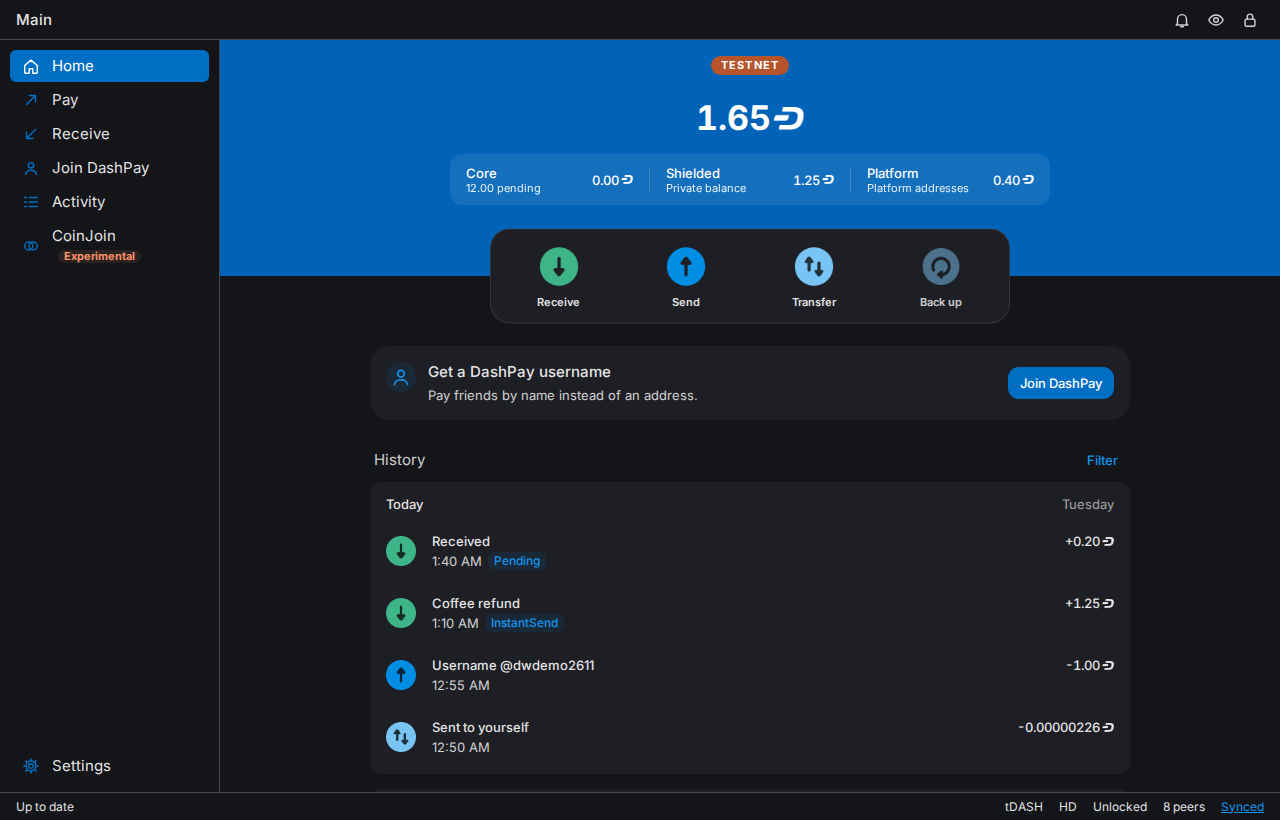 Main
Home
Pay
Receive
Join DashPay
Activity
CoinJoin
Experimental
Settings
TESTNET
1.65
Core
12.00 pending
0.00
Shielded
Private balance
1.25
Platform
Platform addresses
0.40
Receive
Send
Transfer
Back up
Get a DashPay username
Pay friends by name instead of an address.
Join DashPay
History
Filter
Today
Tuesday
Received
+0.20
1:40 AM Pending
Coffee refund
+1.25
1:10 AM InstantSend
Username @dwdemo2611
-1.00
12:55 AM
Sent to yourself
-0.00000226
12:50 AM
Up to date
tDASH HD Unlocked 8 peers Synced